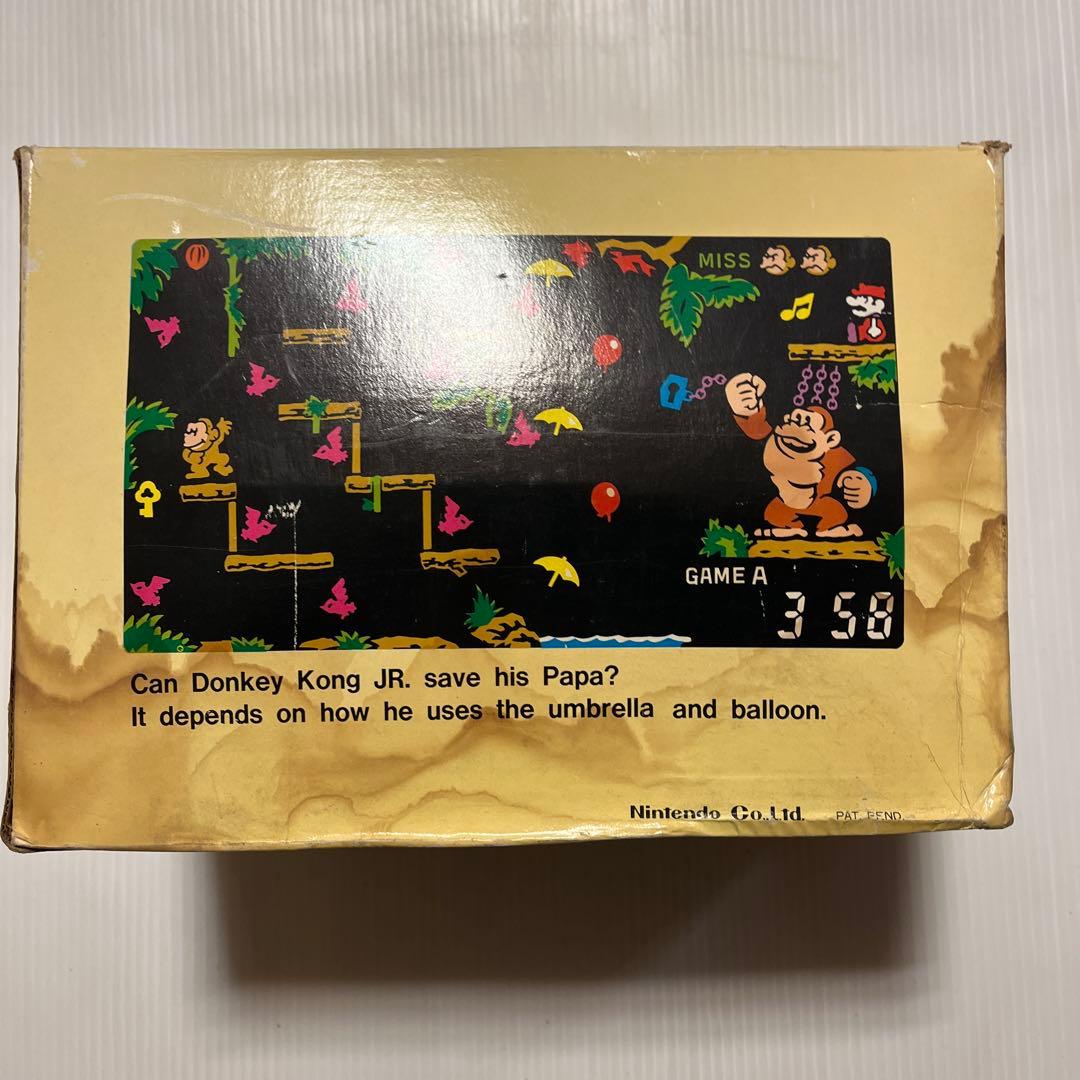 MISS
GAME A
3 58
Can Donkey Kong JR. save his Papa?
It depends on how he uses the umbrella and balloon.
Nintendo Co.,Ltd. PAT. PEND.